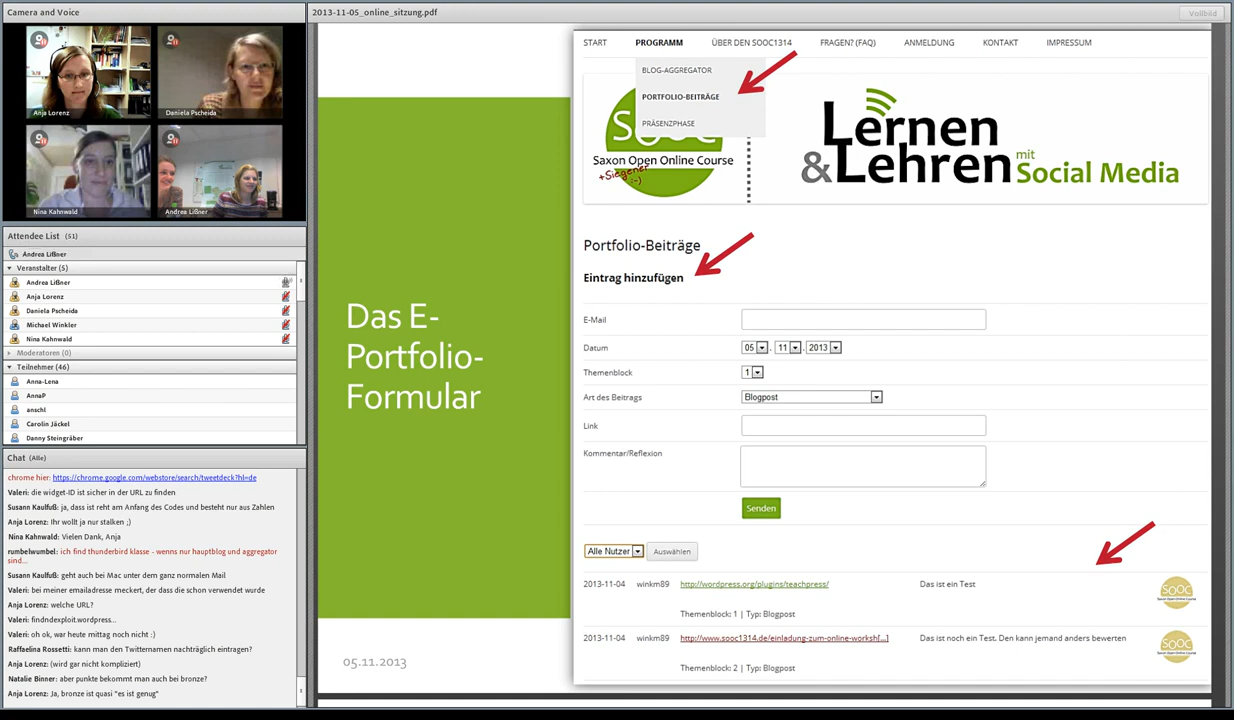 Camera and Voice
Anja Lorenz
Daniela Pscheida
Nina Kahnwald
Andrea Lißner
Attendee List (51)
Andrea Lißner
Veranstalter (5)
Andrea Lißner
Anja Lorenz
Daniela Pscheida
Michael Winkler
Nina Kahnwald
Moderatoren (0)
Teilnehmer (46)
Anna-Lena
AnnaP
anschl
Carolin Jäckel
Danny Steingräber
Chat (Alle)
chrome hier: https://chrome.google.com/webstore/search/tweetdeck?hl=de
Valeri: die widget-ID ist sicher in der URL zu finden
Susann Kaulfuß: ja, dass ist reht am Anfang des Codes und besteht nur aus Zahlen
Anja Lorenz: Ihr wollt ja nur stalken ;)
Nina Kahnwald: Vielen Dank, Anja
rumbelwumbel: ich find thunderbird klasse - wenns nur hauptblog und aggregator
sind...
Susann Kaulfuß: geht auch bei Mac unter dem ganz normalen Mail
Valeri: bei meiner emailadresse meckert, der dass die schon verwendet wurde
Anja Lorenz: welche URL?
Valeri: findndexploit.wordpress...
Valeri: oh ok, war heute mittag noch nicht :)
Raffaelina Rossetti: kann man den Twitternamen nachträglich eintragen?
Anja Lorenz: (wird gar nicht kompliziert)
Natalie Binner: aber punkte bekommt man auch bei bronze?
Anja Lorenz: Ja, bronze ist quasi "es ist genug"
2013-11-05_online_sitzung.pdf
Vollbild
Das E-
Portfolio-
Formular
05.11.2013
START PROGRAMM ÜBER DEN SOOC1314 FRAGEN? (FAQ) ANMELDUNG KONTAKT IMPRESSUM
BLOG-AGGREGATOR
PORTFOLIO-BEITRÄGE
PRÄSENZPHASE
SOOC
Saxon Open Online Course
+Siegener
:-)
Lernen
&Lehren mit
Social Media
Portfolio-Beiträge
Eintrag hinzufügen
E-Mail
Datum 05 . 11 . 2013
Themenblock 1
Art des Beitrags Blogpost
Link
Kommentar/Reflexion
Senden
Alle Nutzer Auswählen
2013-11-04 winkm89 http://wordpress.org/plugins/teachpress/ Das ist ein Test
SOOC
Saxon Open Online Course
Themenblock: 1 | Typ: Blogpost
2013-11-04 winkm89 http://www.sooc1314.de/einladung-zum-online-worksh[...] Das ist noch ein Test. Den kann jemand anders bewerten
SOOC
Saxon Open Online Course
Themenblock: 2 | Typ: Blogpost